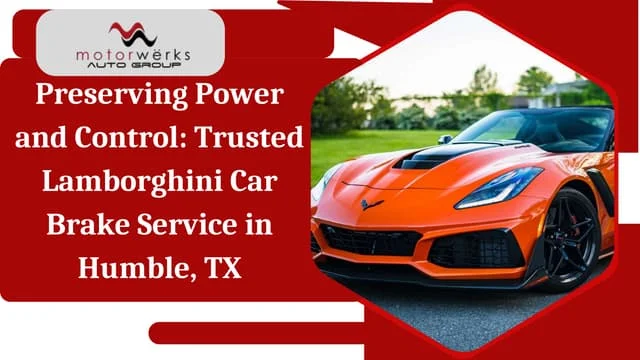 motorwërks
AUTO GROUP
Preserving Power
and Control: Trusted
Lamborghini Car
Brake Service in
Humble, TX